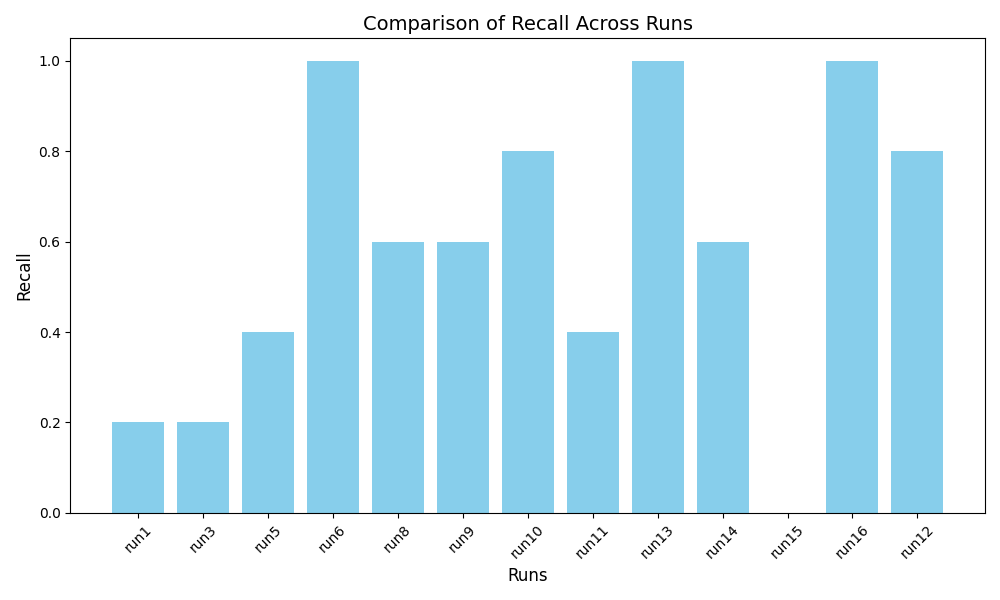 Comparison of Recall Across Runs
Recall
1.0
0.8
0.6
0.4
0.2
0.0
run1 run3 run5 run6 run8 run9 run10 run11 run13 run14 run15 run16 run12
Runs